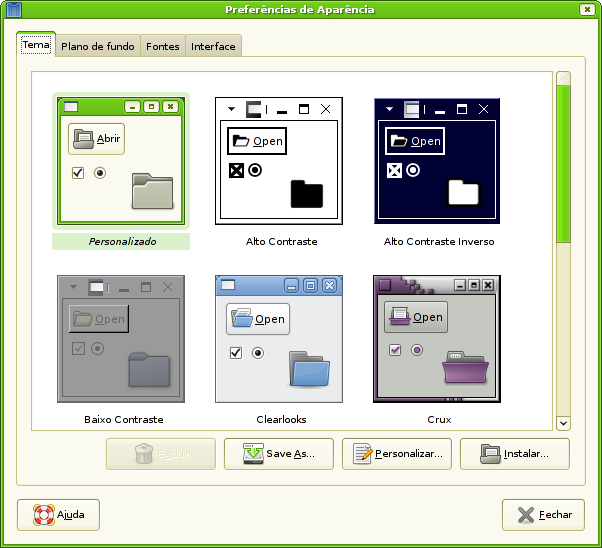 Preferências de Aparência
Tema Plano de fundo Fontes Interface
Abrir Open Open
Personalizado Alto Contraste Alto Contraste Inverso
Open Open Open
Baixo Contraste Clearlooks Crux
Excluir Save As... Personalizar... Instalar...
Ajuda Fechar